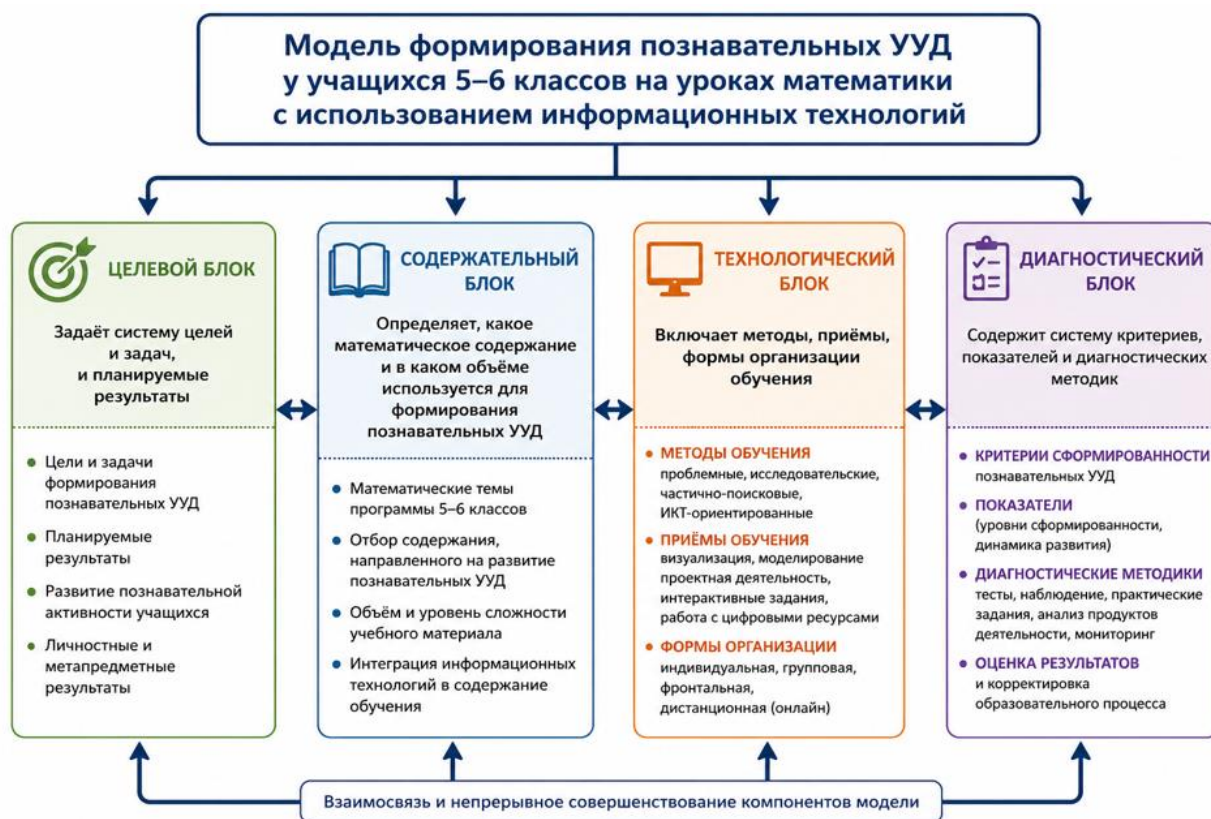 Модель формирования познавательных УУД
у учащихся 5–6 классов на уроках математики
с использованием информационных технологий
ЦЕЛЕВОЙ БЛОК
Задаёт систему целей
и задач,
и планируемые
результаты
Цели и задачи
формирования
познавательных УУД
Планируемые
результаты
Развитие познавательной
активности учащихся
Личностные и
метапредметные
результаты
СОДЕРЖАТЕЛЬНЫЙ
БЛОК
Определяет, какое
математическое содержание
и в каком объёме
используется для
формирования
познавательных УУД
Математические темы
программы 5–6 классов
Отбор содержания,
направленного на развитие
познавательных УУД
Объём и уровень сложности
учебного материала
Интеграция информационных
технологий в содержание
обучения
ТЕХНОЛОГИЧЕСКИЙ
БЛОК
Включает методы, приёмы,
формы организации
обучения
МЕТОДЫ ОБУЧЕНИЯ
проблемные, исследовательские,
частично-поисковые,
ИКТ-ориентированные
ПРИЁМЫ ОБУЧЕНИЯ
визуализация, моделирование
проектная деятельность,
интерактивные задания,
работа с цифровыми ресурсами
ФОРМЫ ОРГАНИЗАЦИИ
индивидуальная, групповая,
фронтальная,
дистанционная (онлайн)
ДИАГНОСТИЧЕСКИЙ
БЛОК
Содержит систему критериев,
показателей и диагностических
методик
КРИТЕРИИ СФОРМИРОВАННОСТИ
познавательных УУД
ПОКАЗАТЕЛИ
(уровни сформированности,
динамика развития)
ДИАГНОСТИЧЕСКИЕ МЕТОДИКИ
тесты, наблюдение, практические
задания, анализ продуктов
деятельности, мониторинг
ОЦЕНКА РЕЗУЛЬТАТОВ
и корректировка
образовательного процесса
Взаимосвязь и непрерывное совершенствование компонентов модели